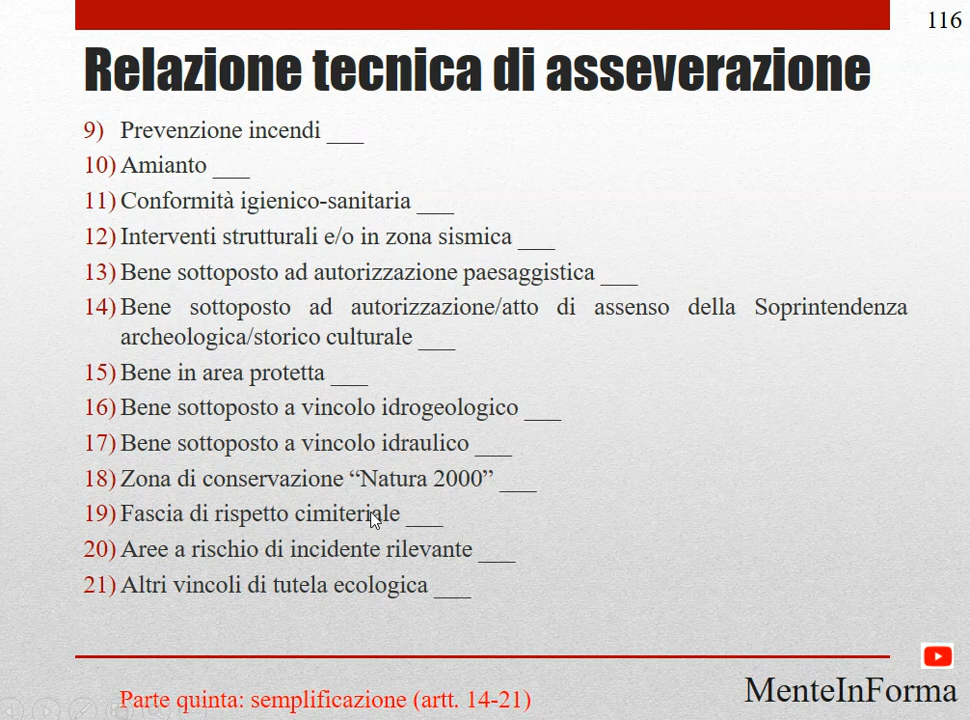 116
Relazione tecnica di asseverazione
9) Prevenzione incendi ___
10) Amianto ___
11) Conformità igienico-sanitaria ___
12) Interventi strutturali e/o in zona sismica ___
13) Bene sottoposto ad autorizzazione paesaggistica ___
14) Bene sottoposto ad autorizzazione/atto di assenso della Soprintendenza
archeologica/storico culturale ___
15) Bene in area protetta ___
16) Bene sottoposto a vincolo idrogeologico ___
17) Bene sottoposto a vincolo idraulico ___
18) Zona di conservazione “Natura 2000” ___
19) Fascia di rispetto cimiteriale ___
20) Aree a rischio di incidente rilevante ___
21) Altri vincoli di tutela ecologica ___
Parte quinta: semplificazione (artt. 14-21)
MenteInForma